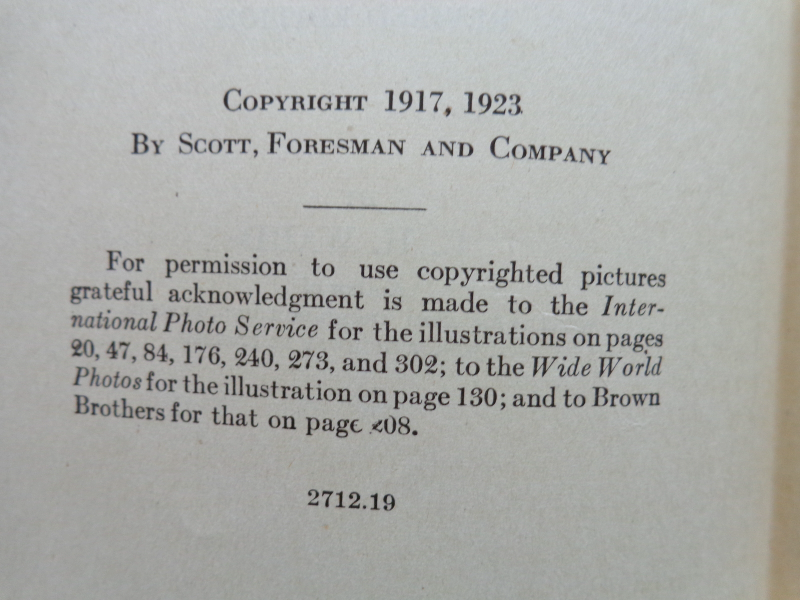 COPYRIGHT 1917, 1923
BY SCOTT, FORESMAN AND COMPANY
For permission to use copyrighted pictures
grateful acknowledgment is made to the Inter-
national Photo Service for the illustrations on pages
20, 47, 84, 176, 240, 273, and 302; to the Wide World
Photos for the illustration on page 130; and to Brown
Brothers for that on page 208.
2712.19